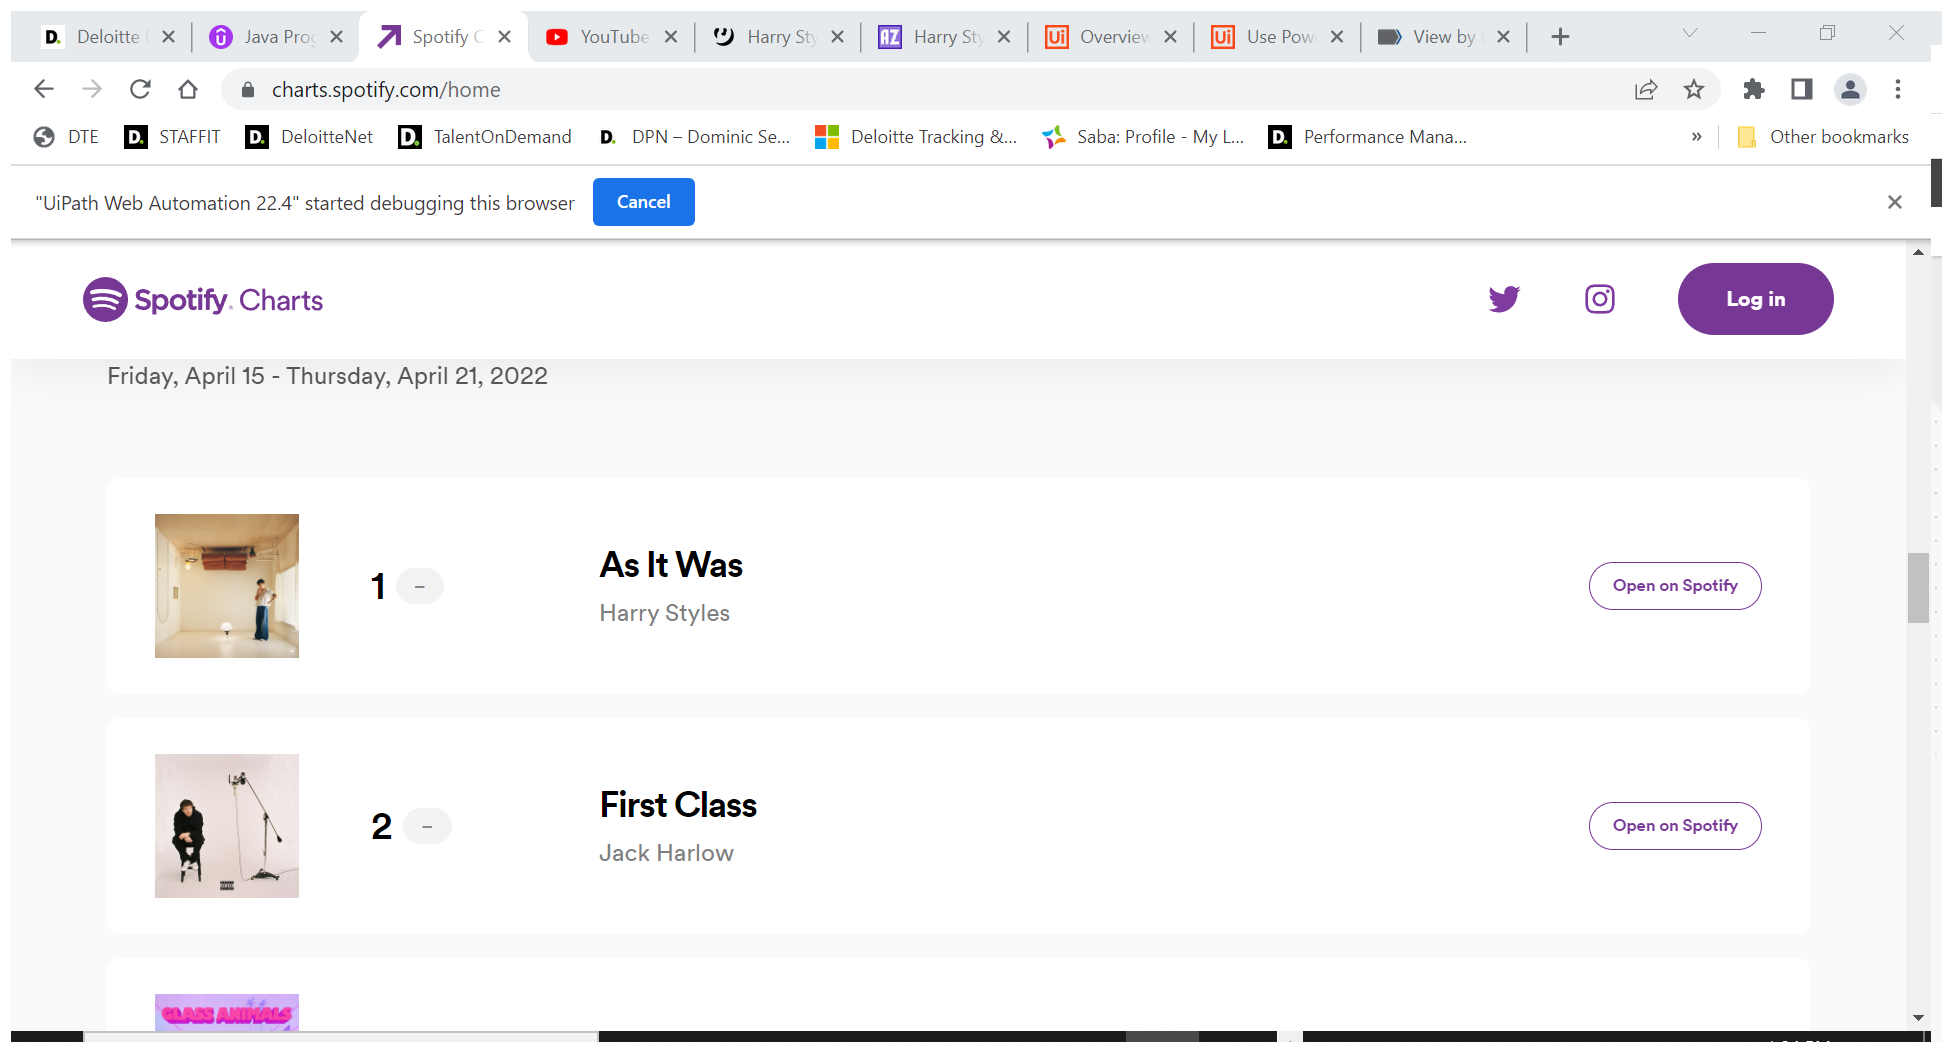 Deloitte
Java Prog
Spotify C
YouTube
Harry Sty
Harry Sty
Overview
Use Pow
View by
charts.spotify.com/home
DTE
STAFFIT
DeloitteNet
TalentOnDemand
DPN – Dominic Se...
Deloitte Tracking &...
Saba: Profile - My L...
Performance Mana...
»
Other bookmarks
"UiPath Web Automation 22.4" started debugging this browser
Cancel
Spotify Charts
Log in
Friday, April 15 - Thursday, April 21, 2022
1 –
As It Was
Harry Styles
Open on Spotify
2 –
First Class
Jack Harlow
Open on Spotify
GLASS ANIMALS